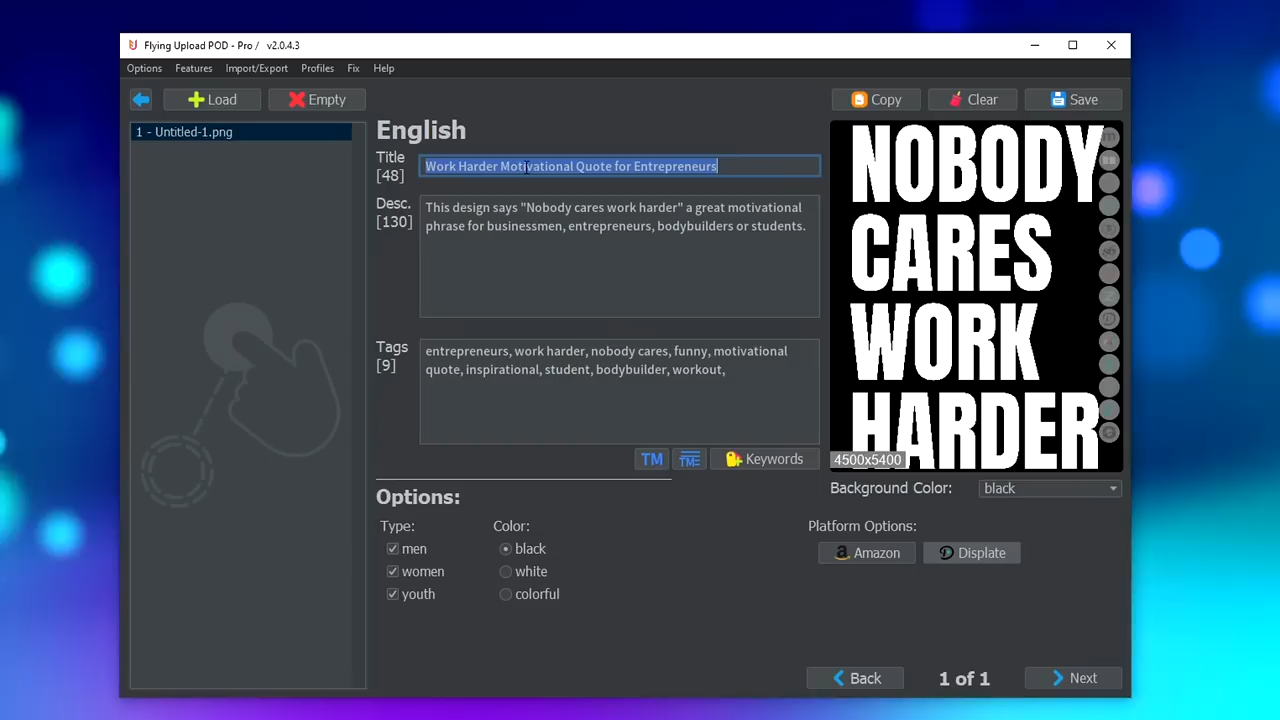 Flying Upload POD - Pro / v2.0.4.3
Options Features Import/Export Profiles Fix Help
Load Empty Copy Clear Save
1 - Untitled-1.png
English
Title
[48]
Work Harder Motivational Quote for Entrepreneurs
Desc.
[130]
This design says "Nobody cares work harder" a great motivational
phrase for businessmen, entrepreneurs, bodybuilders or students.
Tags
[9]
entrepreneurs, work harder, nobody cares, funny, motivational
quote, inspirational, student, bodybuilder, workout,
TM TM Keywords
NOBODY
CARES
WORK
HARDER
4500x5400
Background Color: black
Options:
Type:
men
women
youth
Color:
black
white
colorful
Platform Options:
Amazon Displate
Back 1 of 1 Next